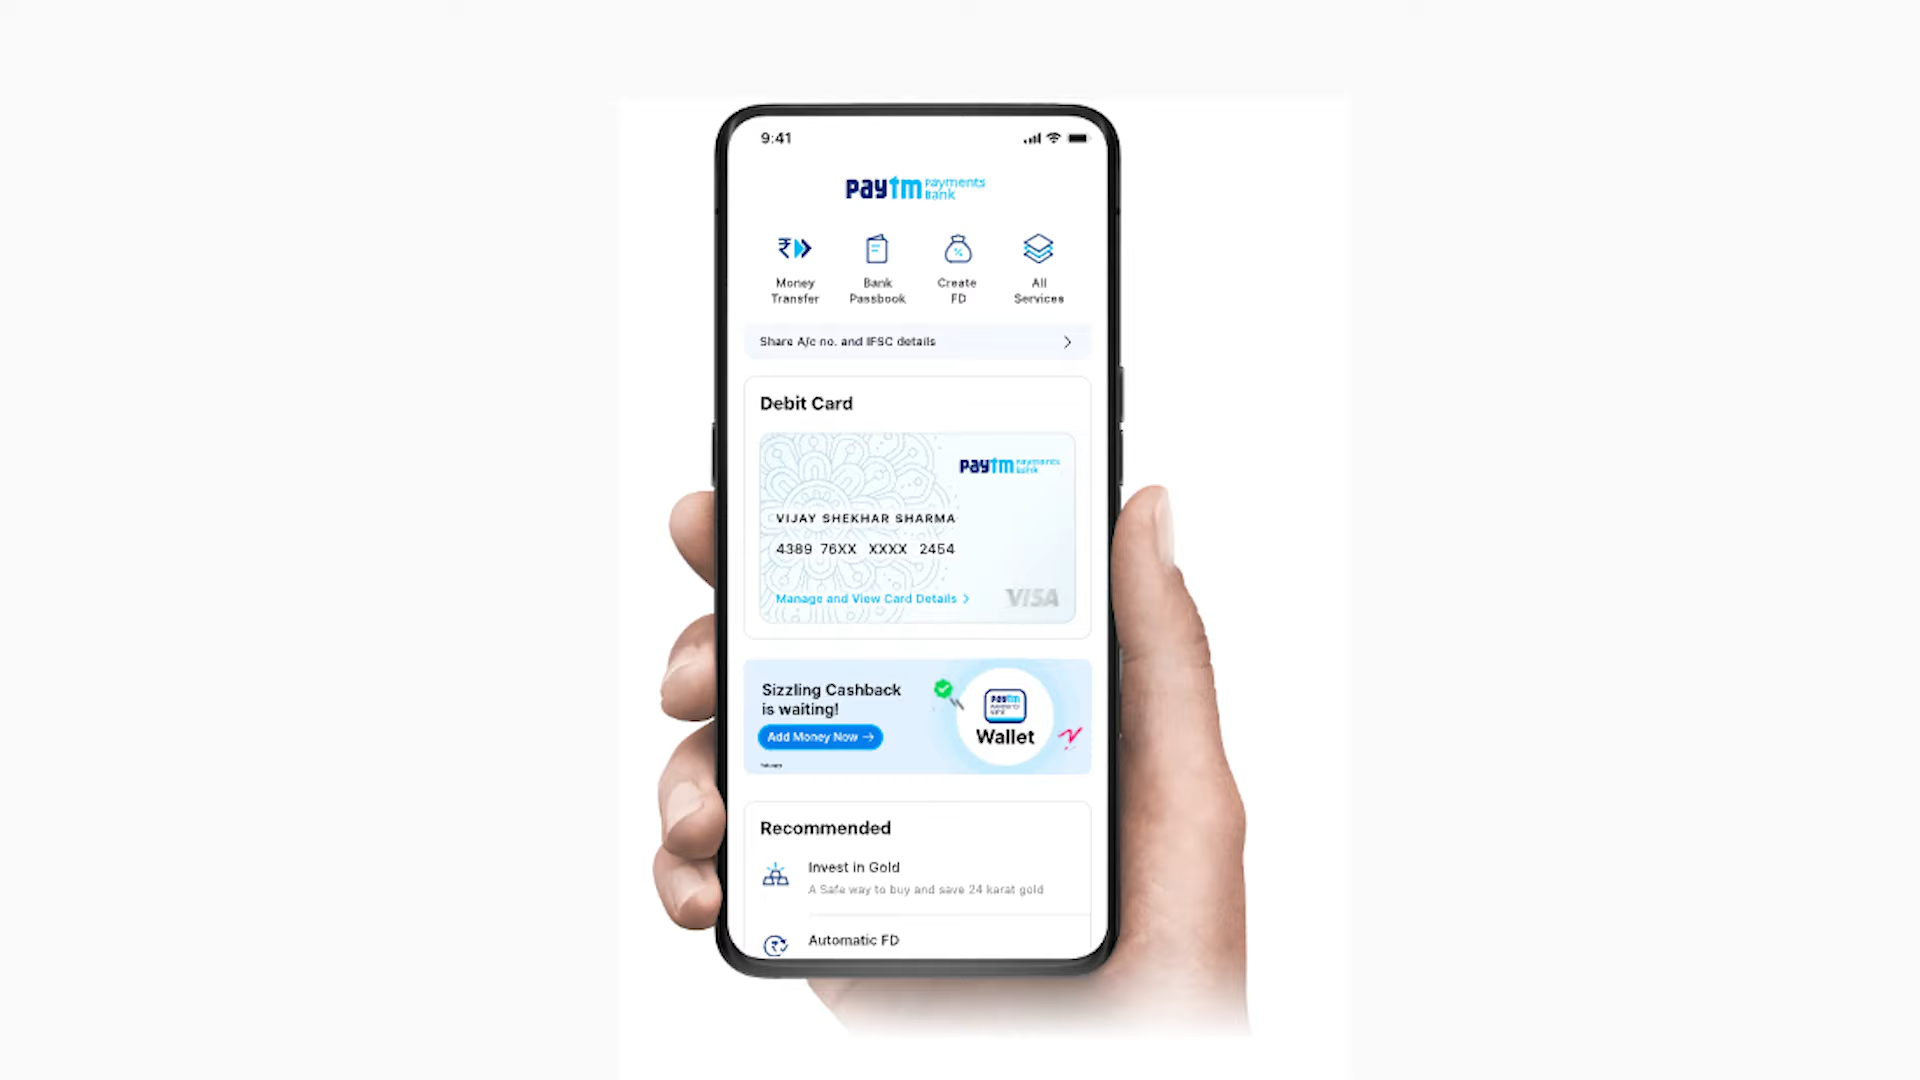 9:41
paytm Payments Bank
Money Transfer
Bank Passbook
Create FD
All Services
Share A/c no. and IFSC details
Debit Card
paytm Payments Bank
VIJAY SHEKHAR SHARMA
4389 76XX XXXX 2454
Manage and View Card Details
VISA
Sizzling Cashback
is waiting!
Add Money Now
paytm
Wallet
Recommended
Invest in Gold
A Safe way to buy and save 24 karat gold
Automatic FD